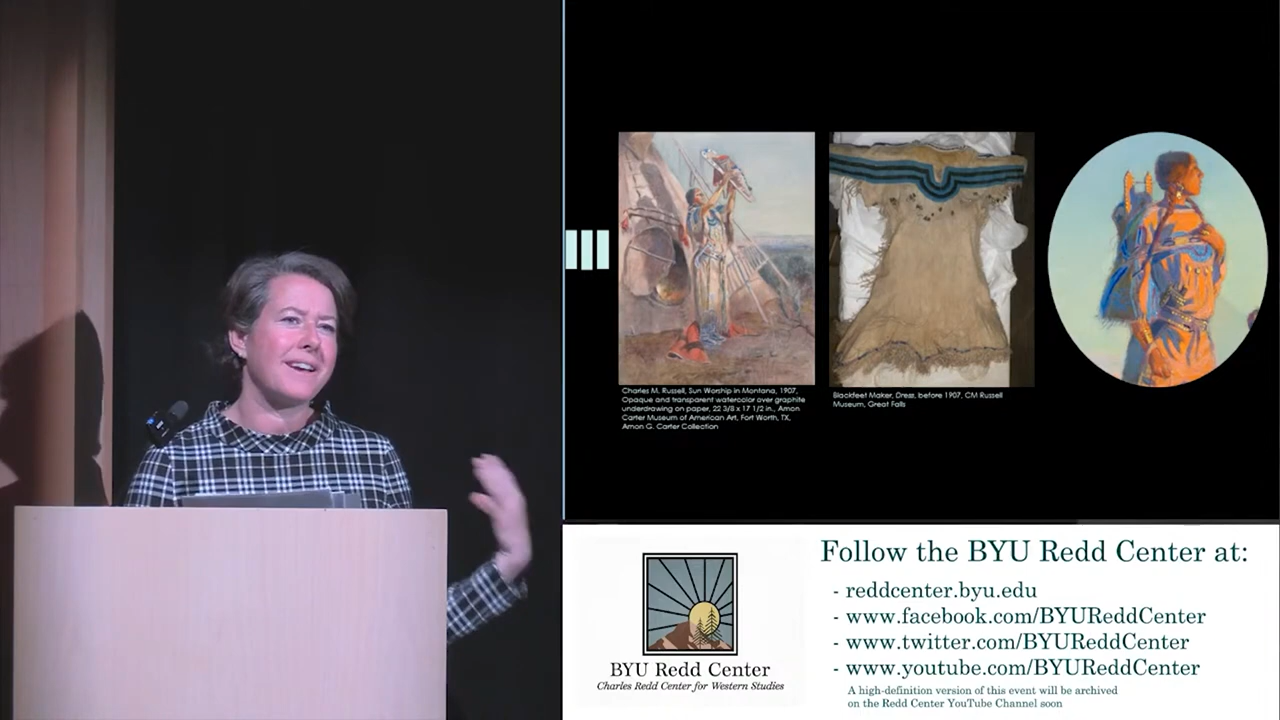 Charles M. Russell, Sun Worship in Montana, 1907,
Opaque and transparent watercolor over graphite
underdrawing on paper, 22 3/8 x 17 1/2 in., Amon
Carter Museum of American Art, Fort Worth, TX,
Amon G. Carter Collection
Blackfeet Maker, Dress, before 1907, CM Russell
Museum, Great Falls
BYU Redd Center
Charles Redd Center for Western Studies
Follow the BYU Redd Center at:
- reddcenter.byu.edu
- www.facebook.com/BYUReddCenter
- www.twitter.com/BYUReddCenter
- www.youtube.com/BYUReddCenter
A high-definition version of this event will be archived
on the Redd Center YouTube Channel soon